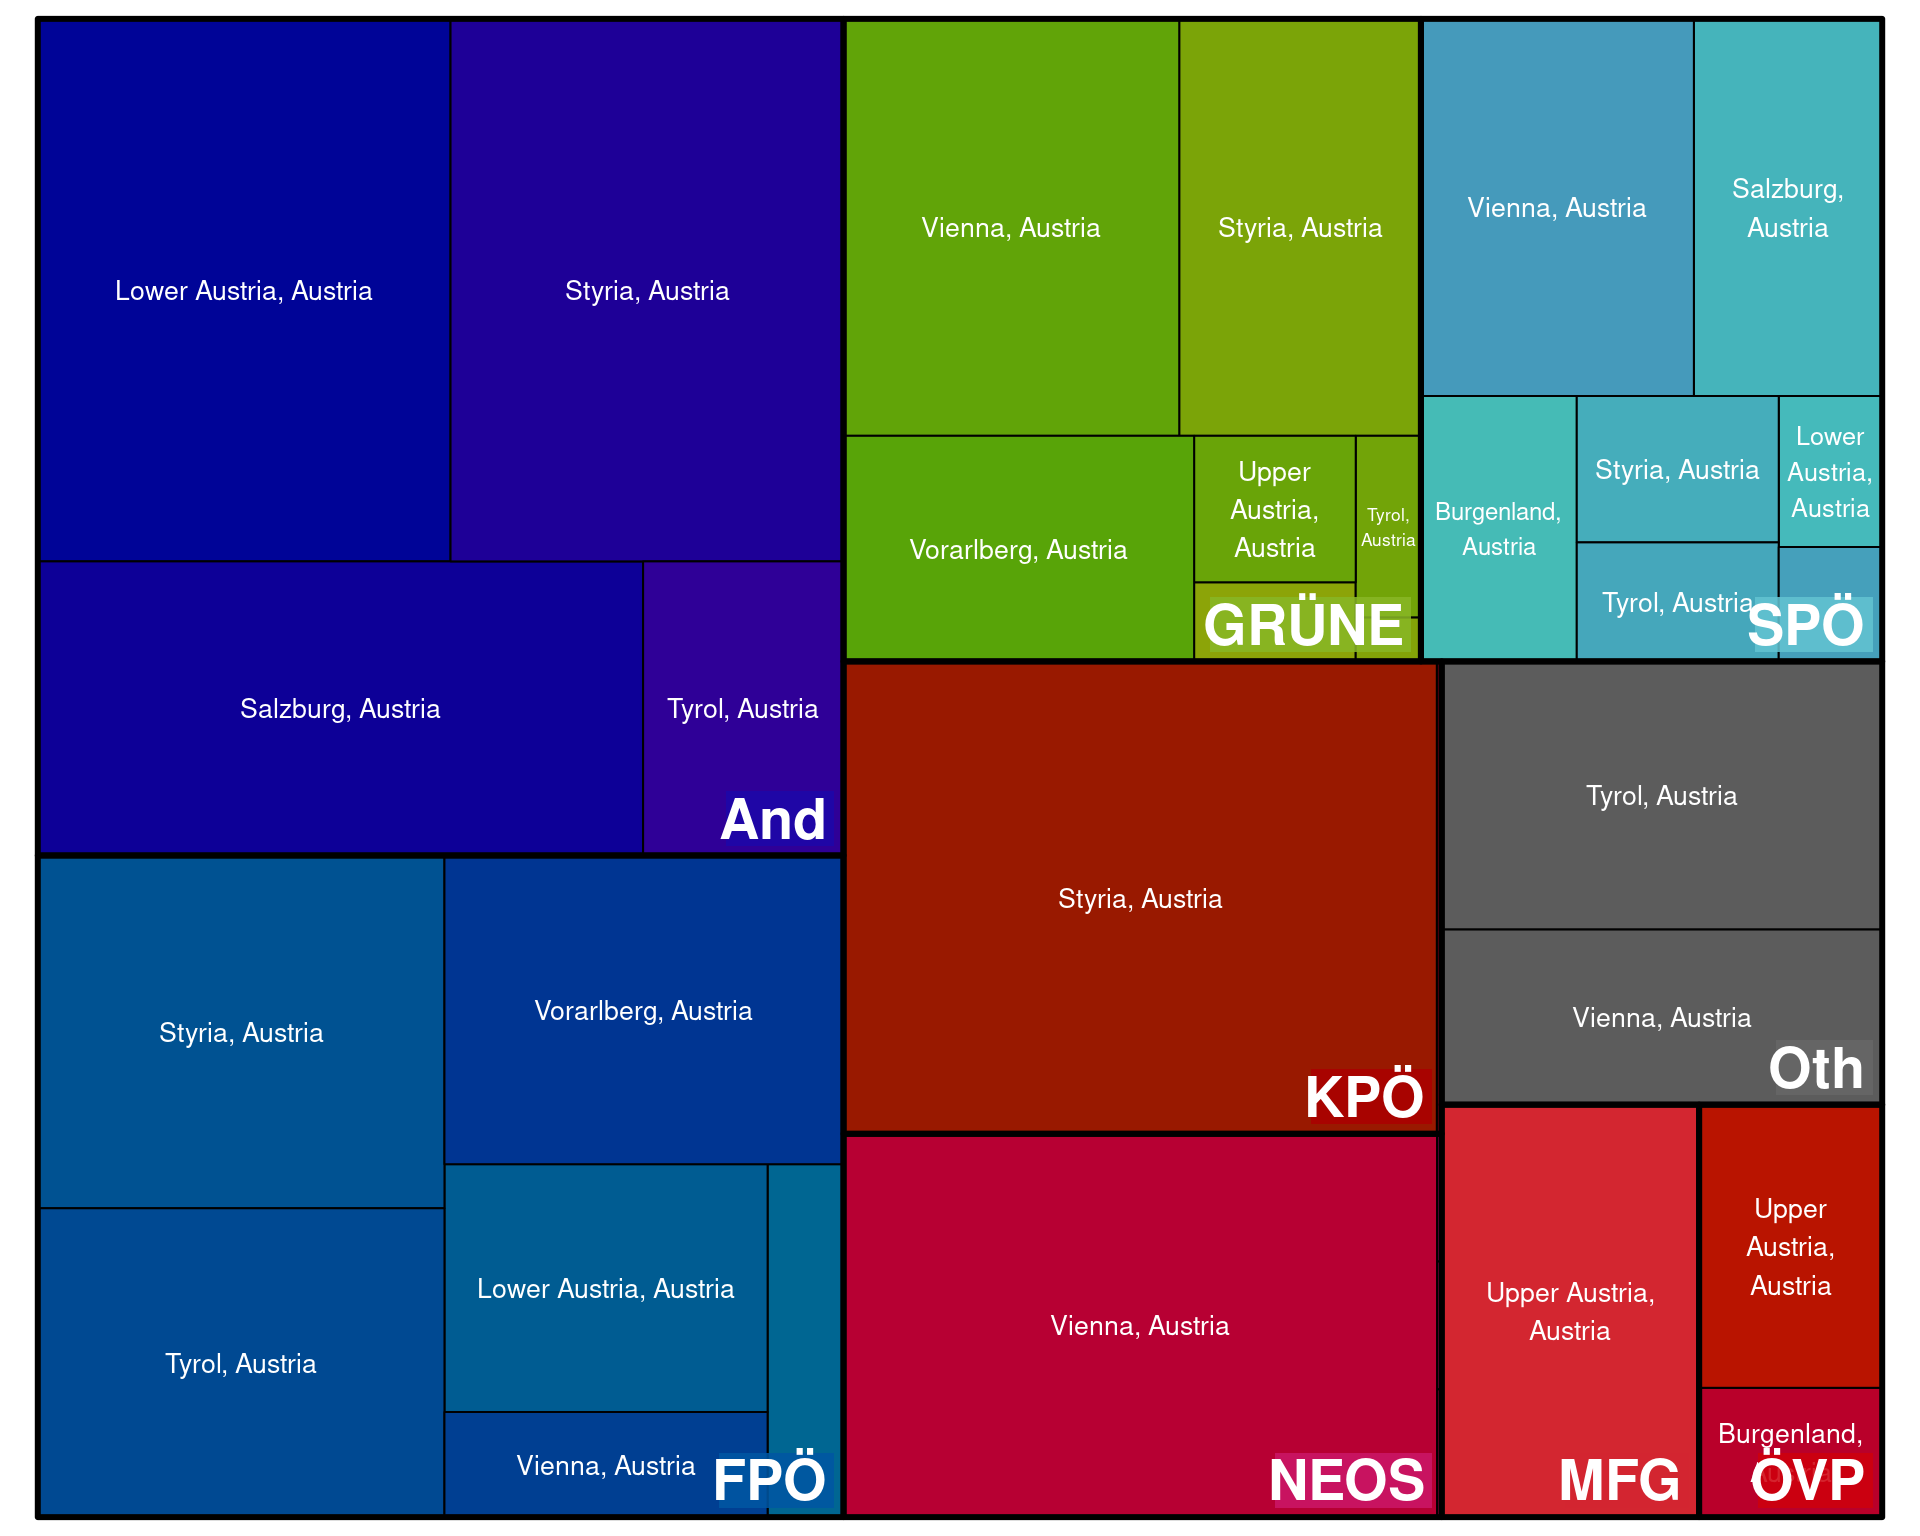 Lower Austria, Austria
Styria, Austria
Salzburg, Austria
Tyrol, Austria
And
Styria, Austria
Vorarlberg, Austria
Tyrol, Austria
Lower Austria, Austria
Vienna, Austria
FPÖ
Vienna, Austria
Styria, Austria
Vorarlberg, Austria
Upper
Austria,
Austria
Tyrol,
Austria
GRÜNE
Vienna, Austria
Salzburg,
Austria
Burgenland,
Austria
Styria, Austria
Lower
Austria,
Austria
Tyrol, Austria
SPÖ
Styria, Austria
KPÖ
Vienna, Austria
NEOS
Tyrol, Austria
Vienna, Austria
Oth
Upper Austria,
Austria
MFG
Upper
Austria,
Austria
Burgenland,
ÖVP